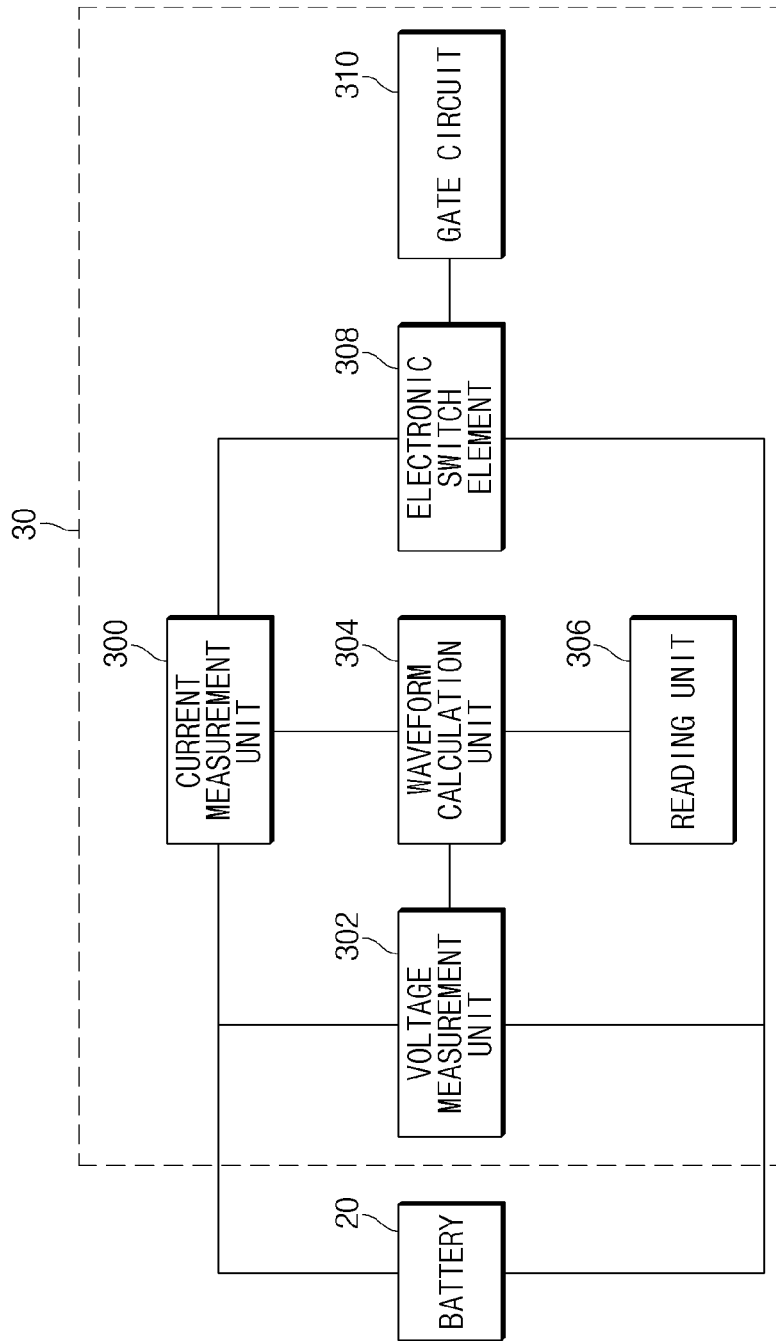 30
300
CURRENT
MEASUREMENT
UNIT
20
BATTERY
302
VOLTAGE
MEASUREMENT
UNIT
304
WAVEFORM
CALCULATION
UNIT
308
ELECTRONIC
SWITCH
ELEMENT
310
GATE CIRCUIT
306
READING UNIT